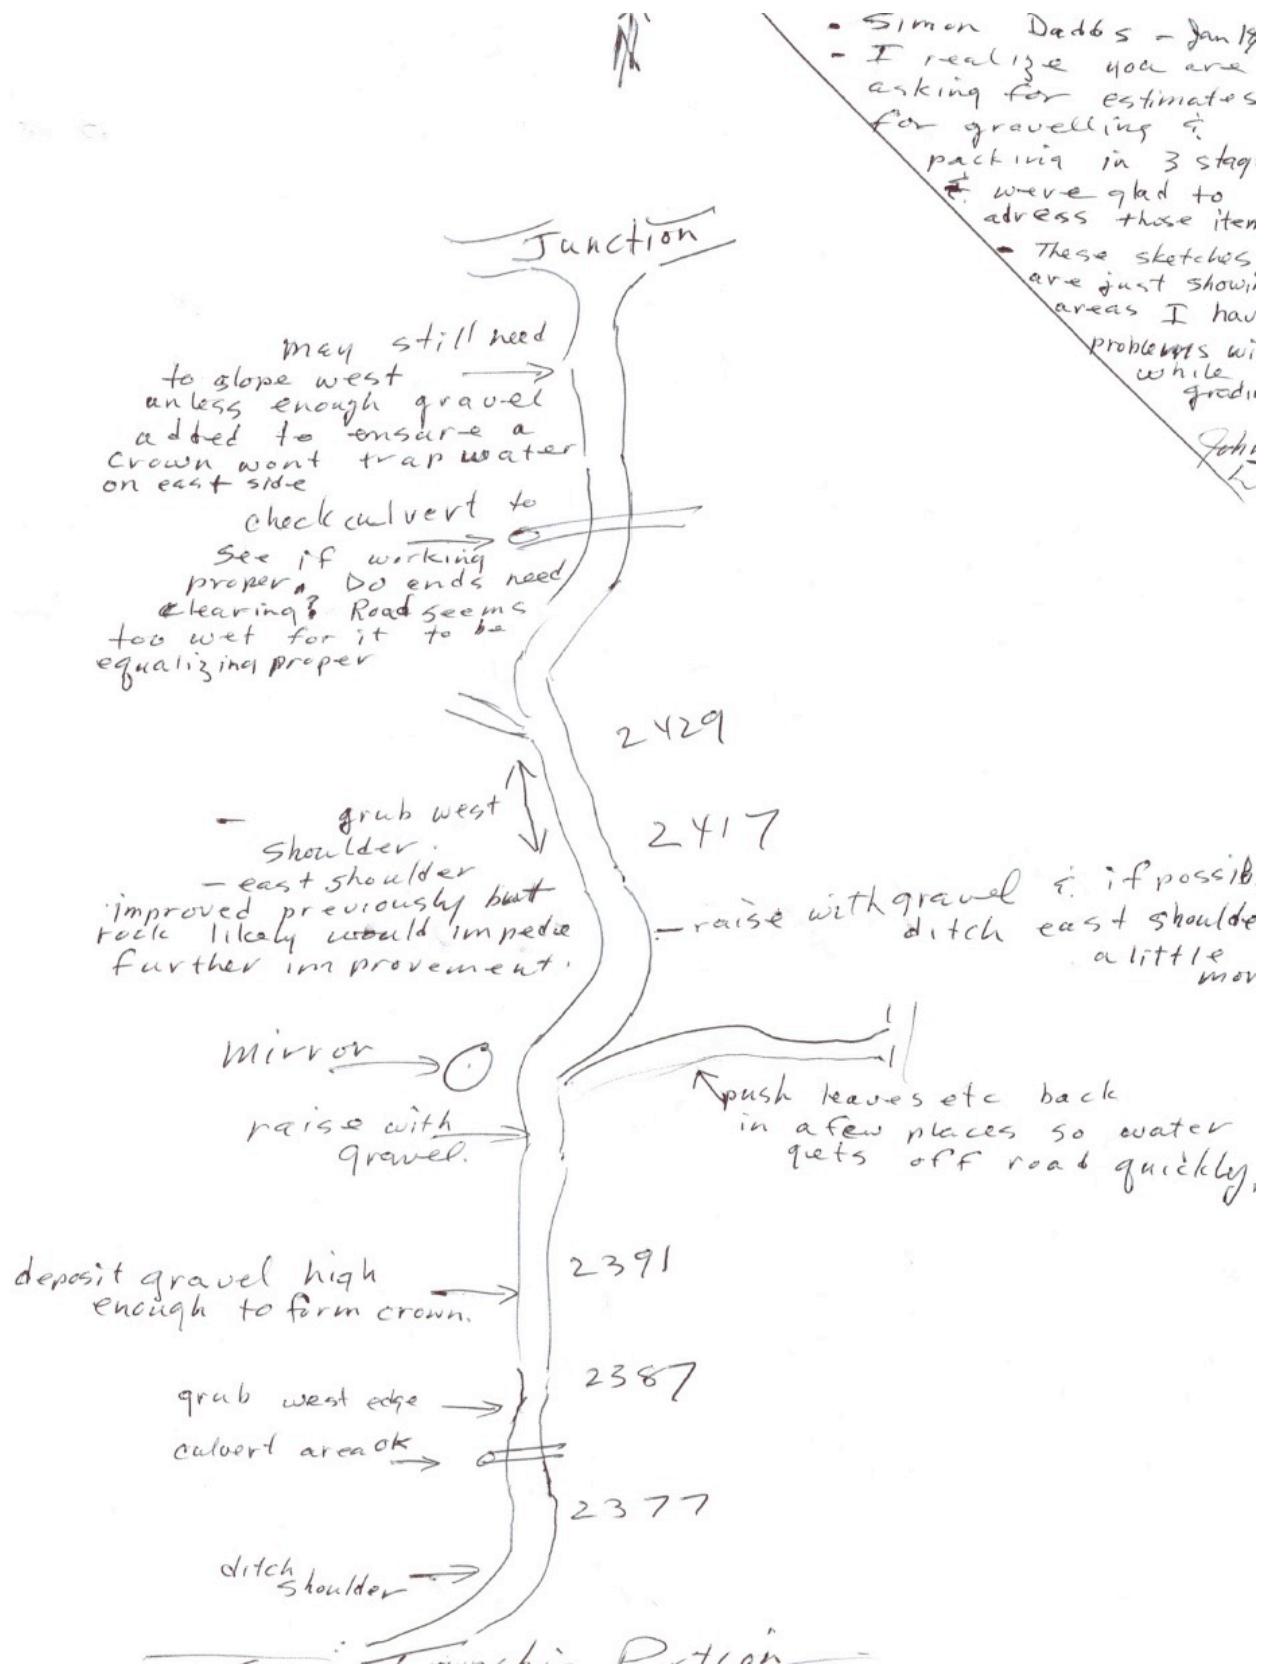 - Simon Dabbs - Jan 19
- I realize you are
asking for estimates
for gravelling &
packing in 3 stag
& were glad to
adress those item
- These sketches
are just showi
areas I hav
problems wi
while
gradi
John
Junction
may still need
to slope west
unless enough gravel
added to ensure a
crown wont trap water
on east side
check culvert to
see if working
proper. Do ends need
clearing? Road seems
too wet for it to be
equalizing proper
2429
- grub west
shoulder.
- east shoulder
improved previously but
rock likely would impede
further improvement.
2417
- raise with gravel & if possib
ditch east shoulde
a little
mor
mirror
raise with
gravel.
push leaves etc back
in a few places so water
gets off road quickly.
deposit gravel high
enough to form crown.
2391
2387
grub west edge
culvert area ok
2377
ditch
shoulder
Township